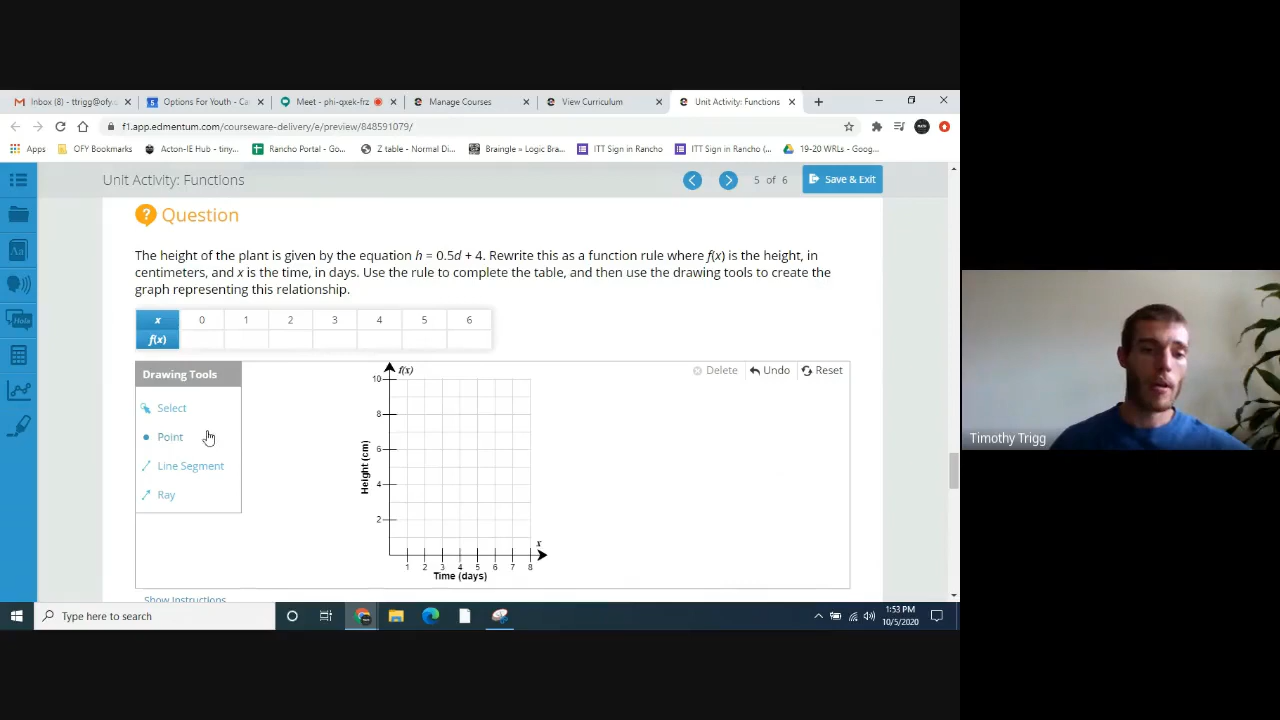 Inbox (8) - ttrigg@ofy.
Options For Youth - Ca
Meet - phi-qxek-frz
Manage Courses
View Curriculum
Unit Activity: Functions
f1.app.edmentum.com/courseware-delivery/e/preview/848591079/
Apps
OFY Bookmarks
Acton-IE Hub - tiny...
Rancho Portal - Go...
Z table - Normal Di...
Braingle « Logic Bra...
ITT Sign in Rancho
ITT Sign in Rancho (...
19-20 WRLs - Goog...
Unit Activity: Functions
5 of 6
Save & Exit
? Question
The height of the plant is given by the equation h = 0.5d + 4. Rewrite this as a function rule where f(x) is the height, in
centimeters, and x is the time, in days. Use the rule to complete the table, and then use the drawing tools to create the
graph representing this relationship.
x 0 1 2 3 4 5 6
f(x)
Drawing Tools
Select
Point
Line Segment
Ray
Delete
Undo
Reset
f(x)
10
8
6
4
2
Height (cm)
x
1 2 3 4 5 6 7 8
Time (days)
Show Instructions
Aa
Hola
Timothy Trigg
Type here to search
1:53 PM
10/5/2020